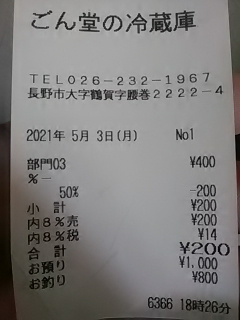 ごん堂の冷蔵庫
TEL026-232-1967
長野市大字鶴賀字腰巻2222-4
2021年 5月 3日(月) No1
部門03 ¥400
%-
50% -200
小 計 ¥200
内8%売 ¥200
内8%税 ¥14
合 計 ¥200
お預り ¥1,000
お釣り ¥800
6366 18時26分